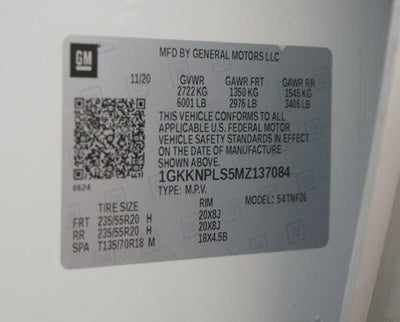 GM
MFD BY GENERAL MOTORS LLC
11/20 GVWR GAWR FRT GAWR RR
2722 KG 1350 KG 1545 KG
6001 LB 2976 LB 3406 LB
THIS VEHICLE CONFORMS TO ALL
APPLICABLE U.S. FEDERAL MOTOR
VEHICLE SAFETY STANDARDS IN EFFECT
ON THE DATE OF MANUFACTURE
1GKKNPLS5MZ137084
TYPE: M.P.V. MODEL: 54TNF26
0624
TIRE SIZE RIM
FRT 235/55R20 H 20X8J
RR 235/55R20 H 20X8J
SPA T135/70R18 M 18X4.5B